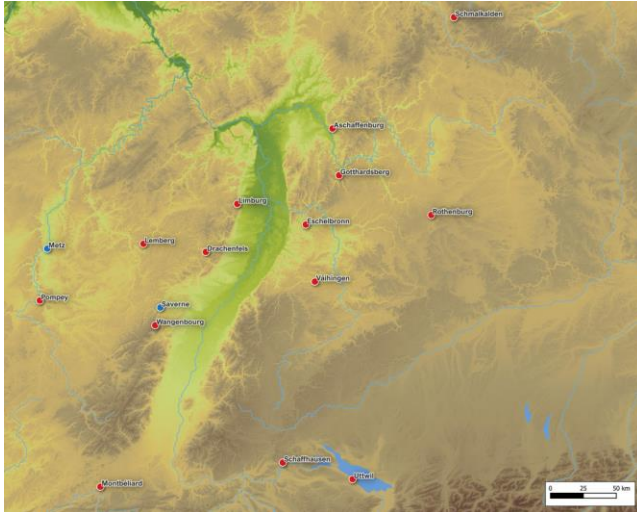 Schmalkalden
Aschaffenburg
Gotthardsberg
Limburg
Rothenburg
Eschelbronn
Metz
Lemberg
Drachenfels
Vaihingen
Pompey
Saverne
Wangenbourg
Schaffhausen
Uttwil
Montbéliard
0 25 50 km